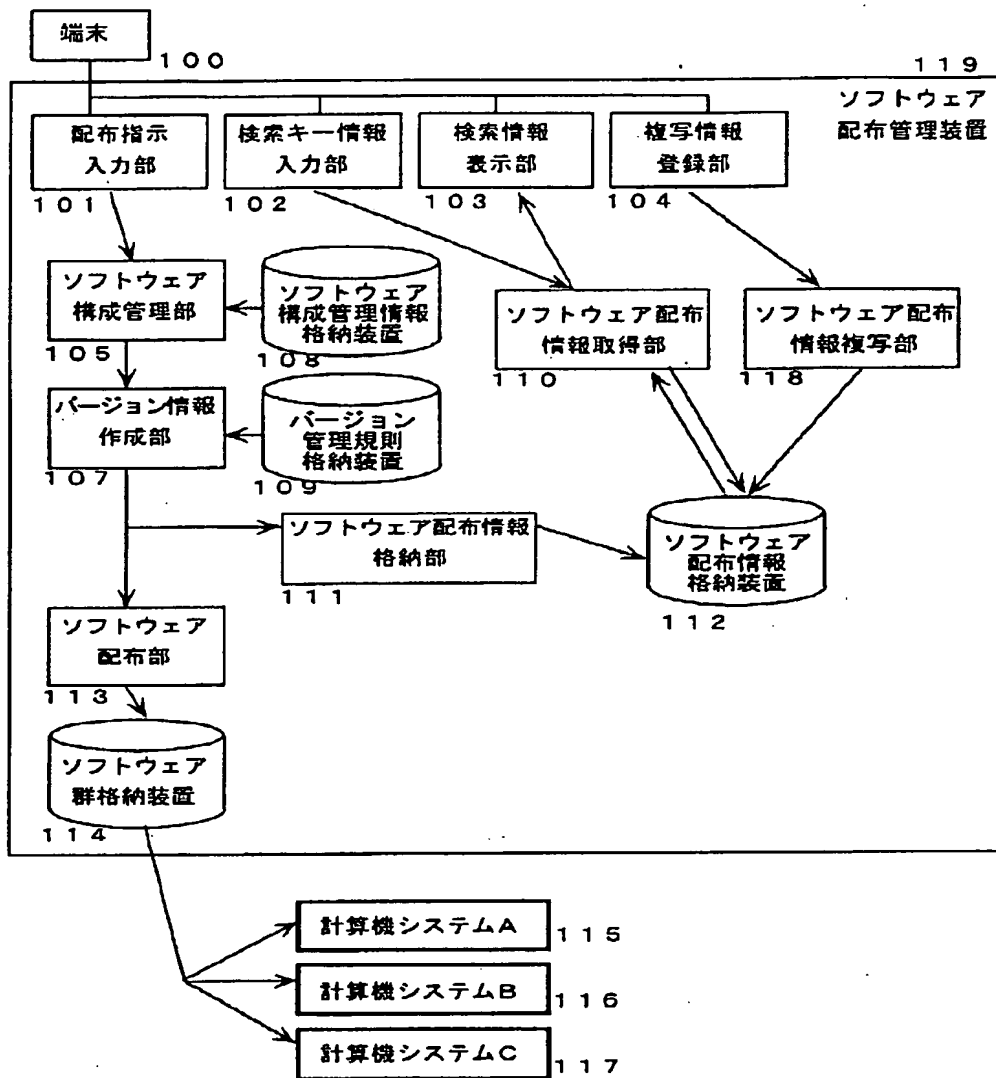 端末
１００
１１９
ソフトウェア
配布管理装置
配布指示
入力部
１０１
検索キー情報
入力部
１０２
検索情報
表示部
１０３
複写情報
登録部
１０４
ソフトウェア
構成管理部
１０５
ソフトウェア
構成管理情報
格納装置
１０８
ソフトウェア配布
情報取得部
１１０
ソフトウェア配布
情報複写部
１１８
バージョン情報
作成部
１０７
バージョン
管理規則
格納装置
１０９
ソフトウェア配布情報
格納部
１１１
ソフトウェア
配布情報
格納装置
１１２
ソフトウェア
配布部
１１３
ソフトウェア
群格納装置
１１４
計算機システムＡ
１１５
計算機システムＢ
１１６
計算機システムＣ
１１７